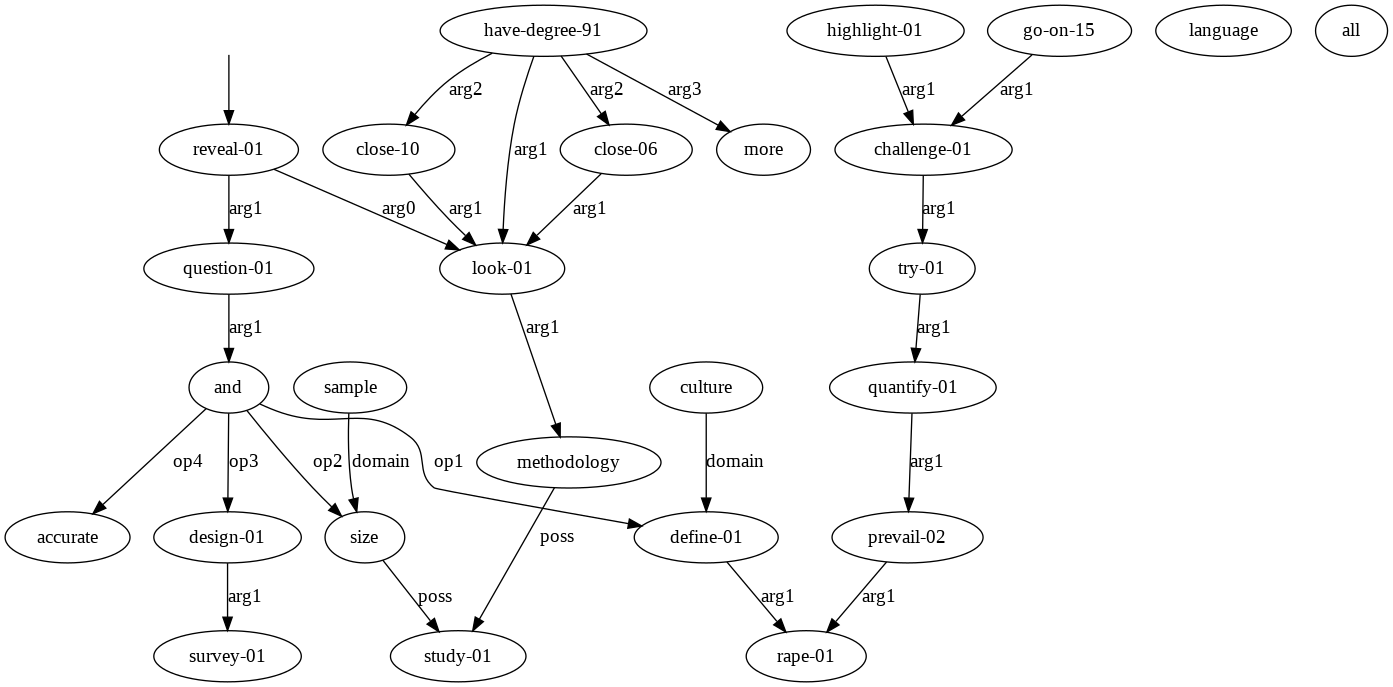 have-degree-91 highlight-01 go-on-15 language all
arg2 arg2 arg3 arg1 arg1
reveal-01 close-10 arg1 close-06 more challenge-01
arg1 arg0 arg1 arg1 arg1
question-01 look-01 try-01
arg1 arg1 arg1
and sample culture quantify-01
op4 op3 op2 domain op1 methodology domain arg1
accurate design-01 size define-01 prevail-02
arg1 poss poss arg1 arg1
survey-01 study-01 rape-01